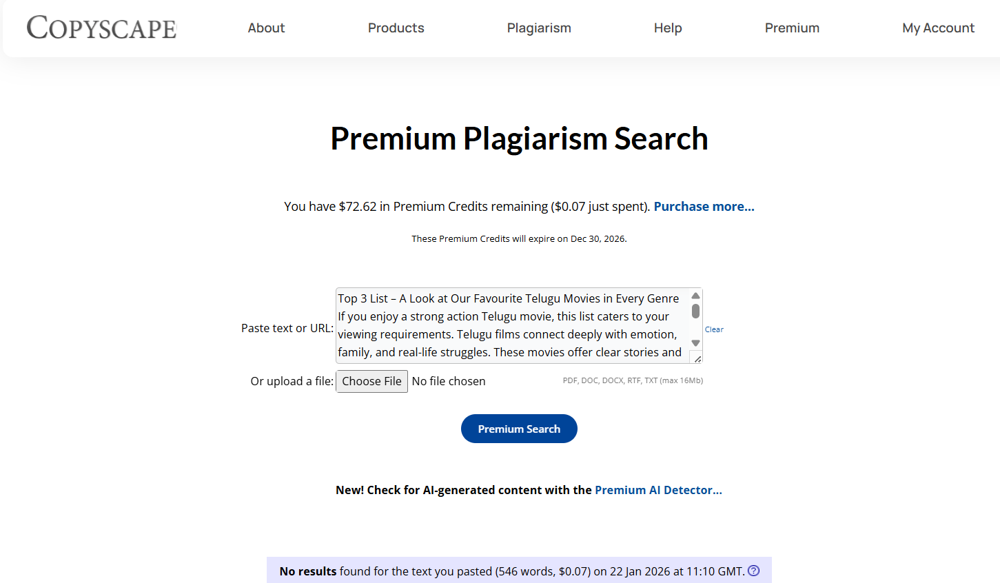 COPYSCAPE
About
Products
Plagiarism
Help
Premium
My Account
Premium Plagiarism Search
You have $72.62 in Premium Credits remaining ($0.07 just spent). Purchase more...
These Premium Credits will expire on Dec 30, 2026.
Paste text or URL:
Top 3 List – A Look at Our Favourite Telugu Movies in Every Genre
If you enjoy a strong action Telugu movie, this list caters to your
viewing requirements. Telugu films connect deeply with emotion,
family, and real-life struggles. These movies offer clear stories and
Clear
Or upload a file:
Choose File No file chosen
PDF, DOC, DOCX, RTF, TXT (max 16Mb)
Premium Search
New! Check for AI-generated content with the Premium AI Detector...
No results found for the text you pasted (546 words, $0.07) on 22 Jan 2026 at 11:10 GMT. ?